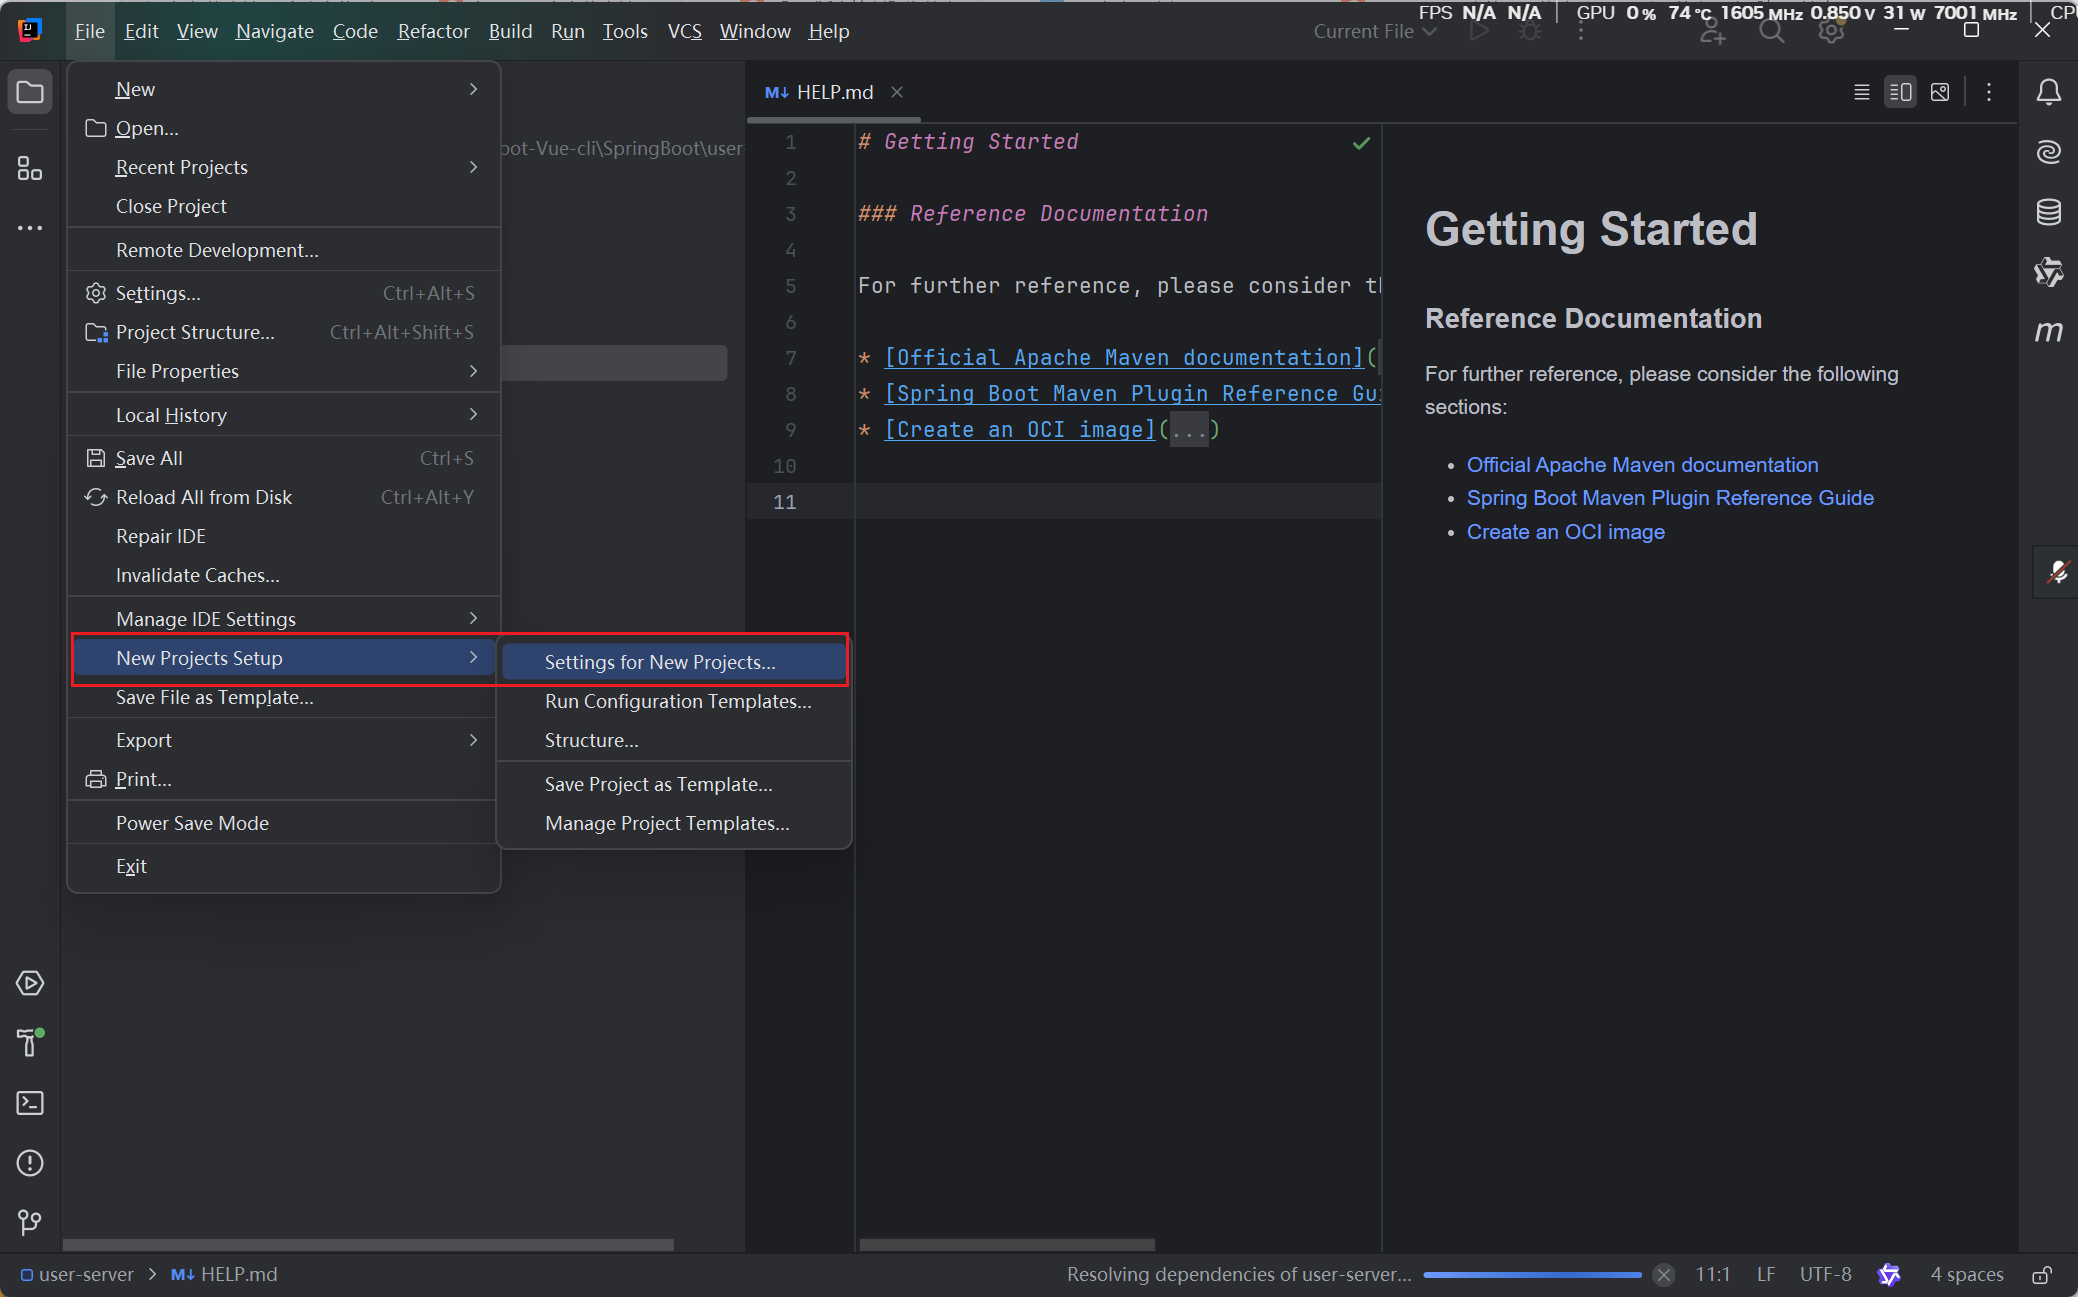 FPS N/A N/A GPU 0 % 74 °C 1605 MHz 0.850 V 31 W 7001 MHz
File Edit View Navigate Code Refactor Build Run Tools VCS Window Help
Current File
New
Open...
Recent Projects
Close Project
Remote Development...
Settings... Ctrl+Alt+S
Project Structure... Ctrl+Alt+Shift+S
File Properties
Local History
Save All Ctrl+S
Reload All from Disk Ctrl+Alt+Y
Repair IDE
Invalidate Caches...
Manage IDE Settings
New Projects Setup
Save File as Template...
Export
Print...
Power Save Mode
Exit
Settings for New Projects...
Run Configuration Templates...
Structure...
Save Project as Template...
Manage Project Templates...
oot-Vue-cli\SpringBoot\user-
M↓ HELP.md
1 # Getting Started
2
3 ### Reference Documentation
4
5 For further reference, please consider th
6
7 * [Official Apache Maven documentation](
8 * [Spring Boot Maven Plugin Reference Gui
9 * [Create an OCI image](...)
10
11
Getting Started
Reference Documentation
For further reference, please consider the following
sections:
• Official Apache Maven documentation
• Spring Boot Maven Plugin Reference Guide
• Create an OCI image
m
user-server > M↓ HELP.md
Resolving dependencies of user-server... 11:1 LF UTF-8 4 spaces